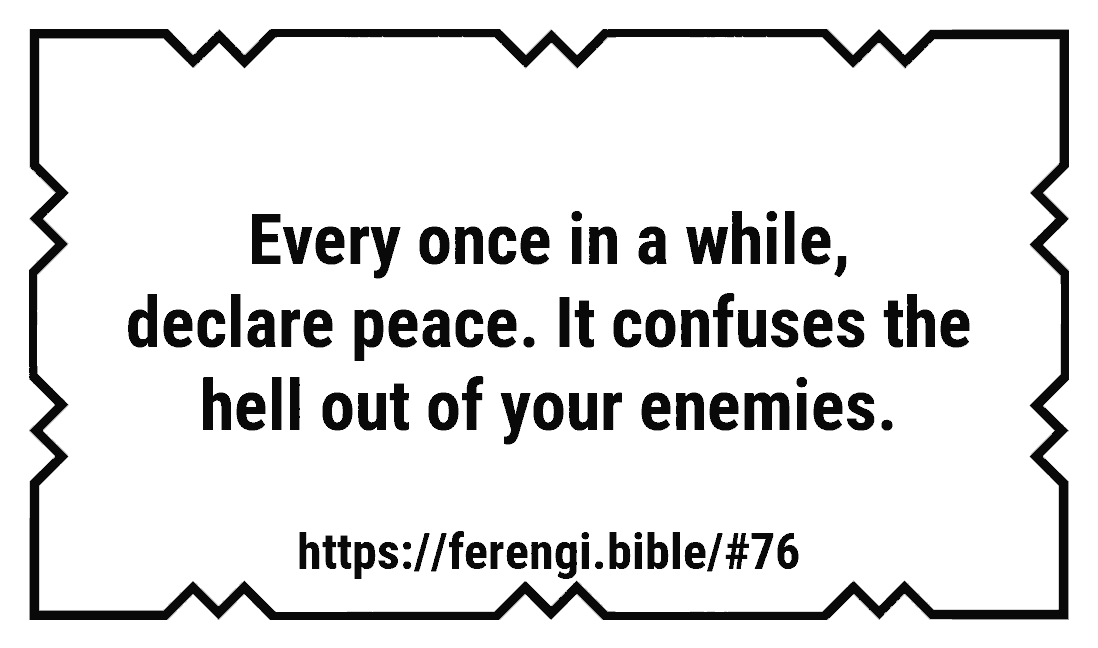 Every once in a while,
declare peace. It confuses the
hell out of your enemies.
https://ferengi.bible/#76